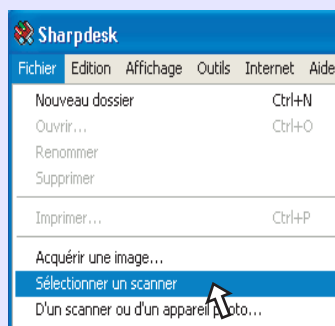 Sharpdesk
Fichier Edition Affichage Outils Internet Aide
Nouveau dossier Ctrl+N
Ouvrir... Ctrl+O
Renommer
Supprimer
Imprimer... Ctrl+P
Acquérir une image...
Sélectionner un scanner
D'un scanner ou d'un appareil photo...